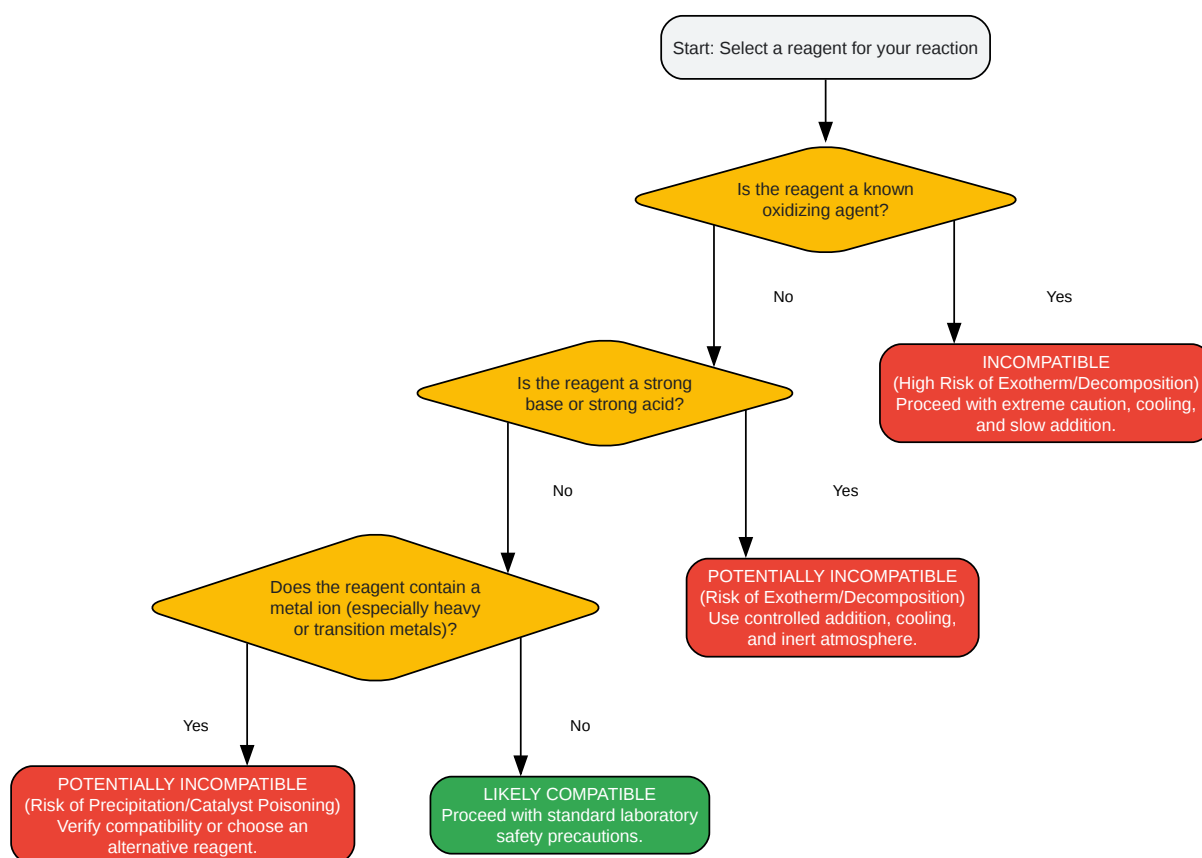 Start: Select a reagent for your reaction
Is the reagent a known
oxidizing agent?
No
Yes
INCOMPATIBLE
(High Risk of Exotherm/Decomposition)
Proceed with extreme caution, cooling,
and slow addition.
Is the reagent a strong
base or strong acid?
No
Yes
POTENTIALLY INCOMPATIBLE
(Risk of Exotherm/Decomposition)
Use controlled addition, cooling,
and inert atmosphere.
Does the reagent contain a
metal ion (especially heavy
or transition metals)?
Yes
No
POTENTIALLY INCOMPATIBLE
(Risk of Precipitation/Catalyst Poisoning)
Verify compatibility or choose an
alternative reagent.
LIKELY COMPATIBLE
Proceed with standard laboratory
safety precautions.